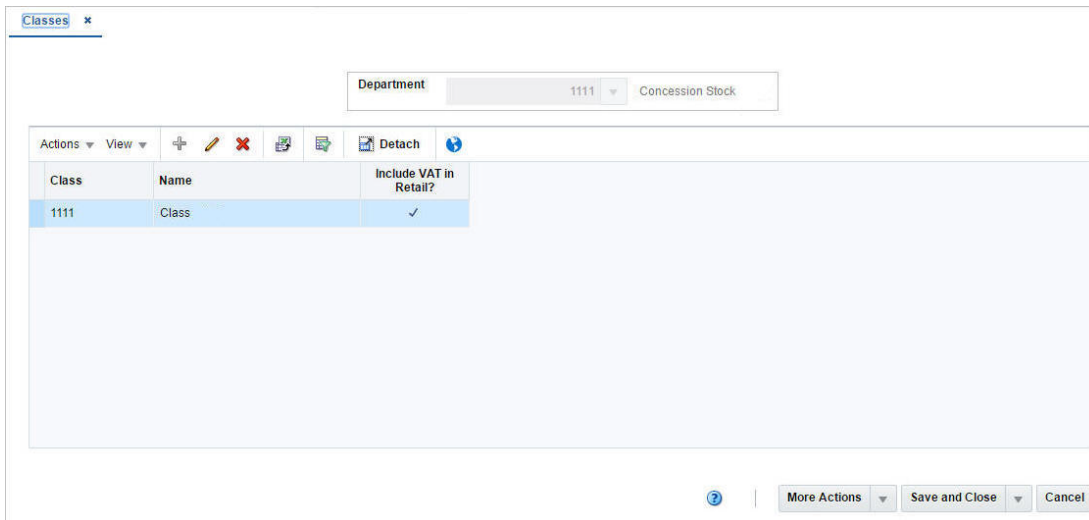 Classes
Department 1111 Concession Stock
Actions View Detach
Class Name Include VAT in
Retail?
1111 Class
More Actions Save and Close Cancel